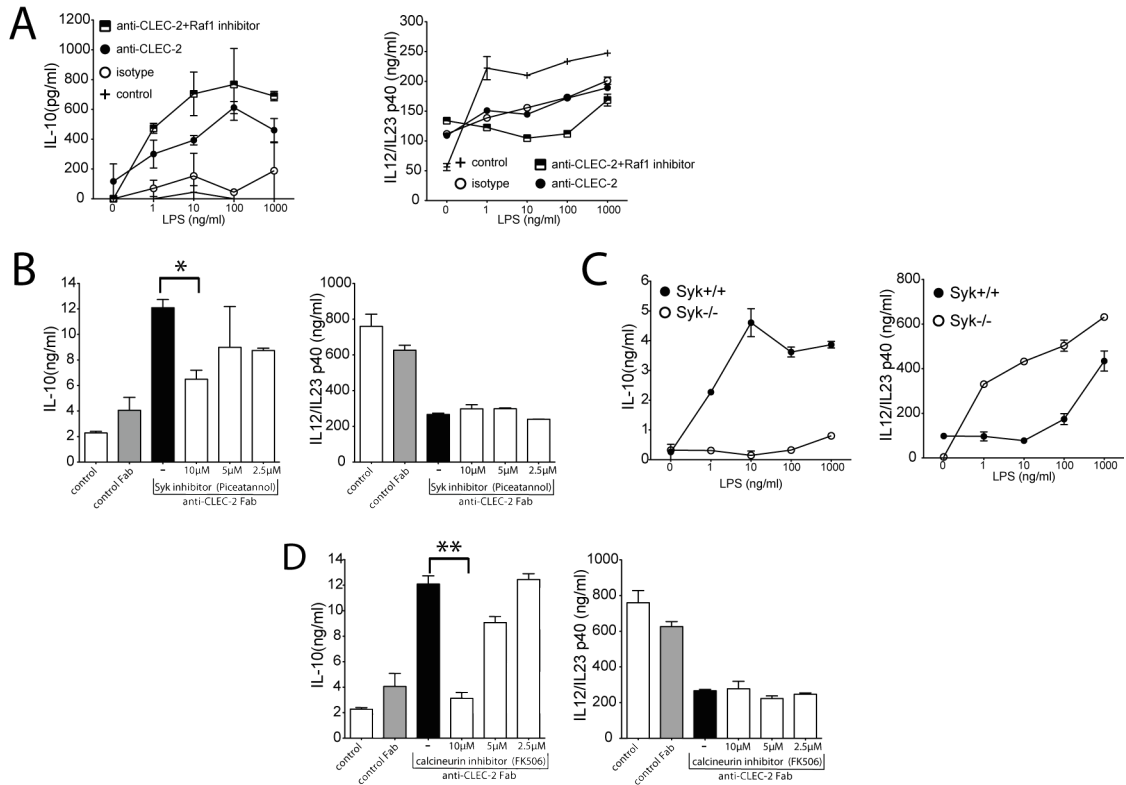 A
IL-10(pg/ml)
1200
1000
800
600
400
200
0
anti-CLEC-2+Raf1 inhibitor
anti-CLEC-2
isotype
control
0 1 10 100 1000
LPS (ng/ml)
IL12/IL23 p40 (ng/ml)
300
250
200
150
100
50
0
control
isotype
anti-CLEC-2+Raf1 inhibitor
anti-CLEC-2
0 1 10 100 1000
LPS (ng/ml)
B
*
IL-10(ng/ml)
14
12
10
8
6
4
2
0
control
control Fab
– 10μM 5μM 2.5μM
Syk inhibitor (Piceatannol)
anti-CLEC-2 Fab
IL12/IL23 p40 (ng/ml)
1000
800
600
400
200
0
control
control Fab
– 10μM 5μM 2.5μM
Syk inhibitor (Piceatannol)
anti-CLEC-2 Fab
C
IL-10(ng/ml)
6
5
4
3
2
1
0
Syk+/+
Syk-/-
0 1 10 100 1000
LPS (ng/ml)
IL12/IL23 p40 (ng/ml)
800
600
400
200
0
Syk+/+
Syk-/-
0 1 10 100 1000
LPS (ng/ml)
D
**
IL-10(ng/ml)
14
12
10
8
6
4
2
0
control
control Fab
– 10μM 5μM 2.5μM
calcineurin inhibitor (FK506)
anti-CLEC-2 Fab
IL12/IL23 p40 (ng/ml)
1000
800
600
400
200
0
control
control Fab
– 10μM 5μM 2.5μM
calcineurin inhibitor (FK506)
anti-CLEC-2 Fab